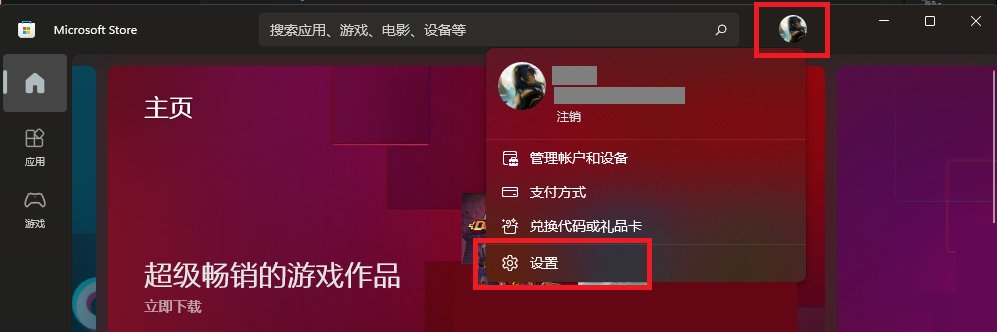 Microsoft Store
搜索应用、游戏、电影、设备等
主页
注销
应用
管理帐户和设备
支付方式
游戏
兑换代码或礼品卡
设置
超级畅销的游戏作品
立即下载